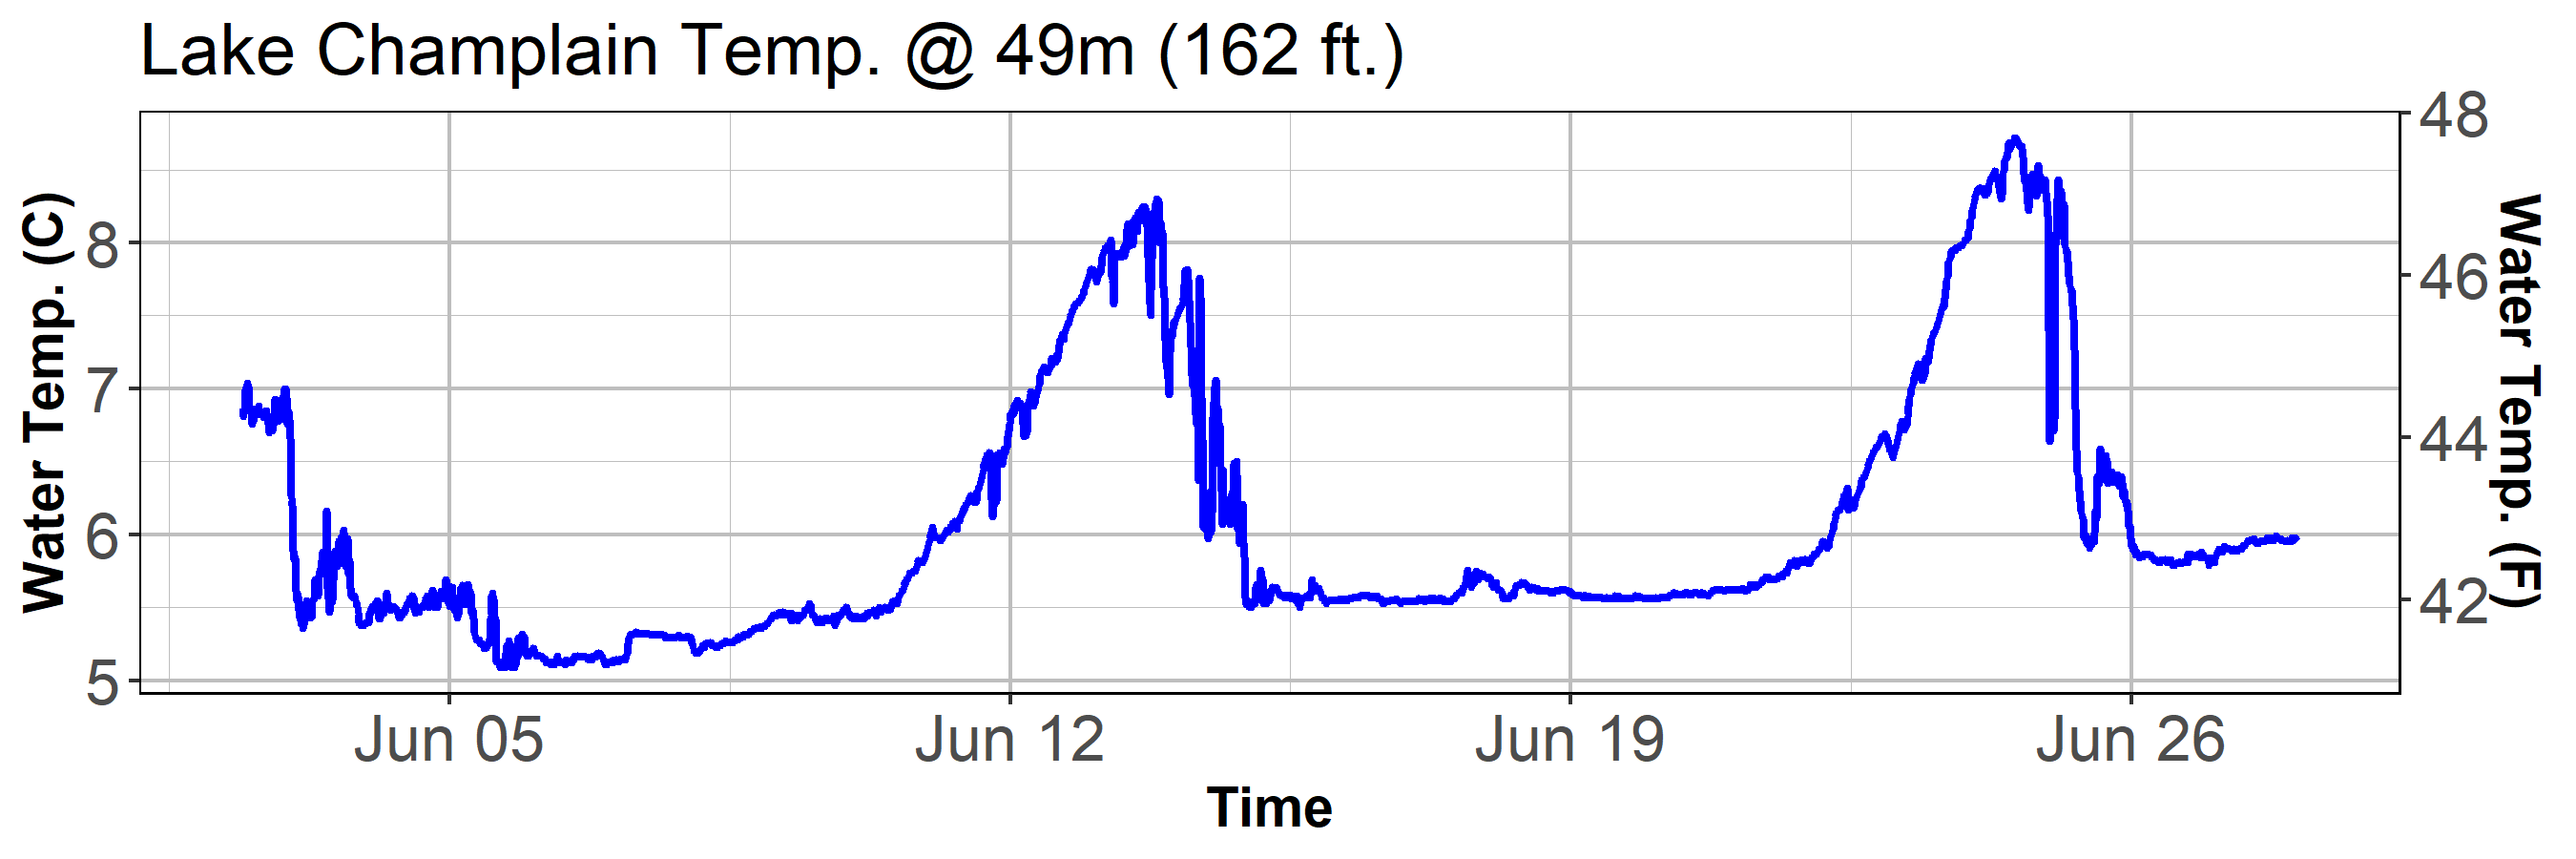 Lake Champlain Temp. @ 49m (162 ft.)
Water Temp. (C)
8
7
6
5
48
46
44
42
Water Temp. (F)
Jun 05
Jun 12
Jun 19
Jun 26
Time